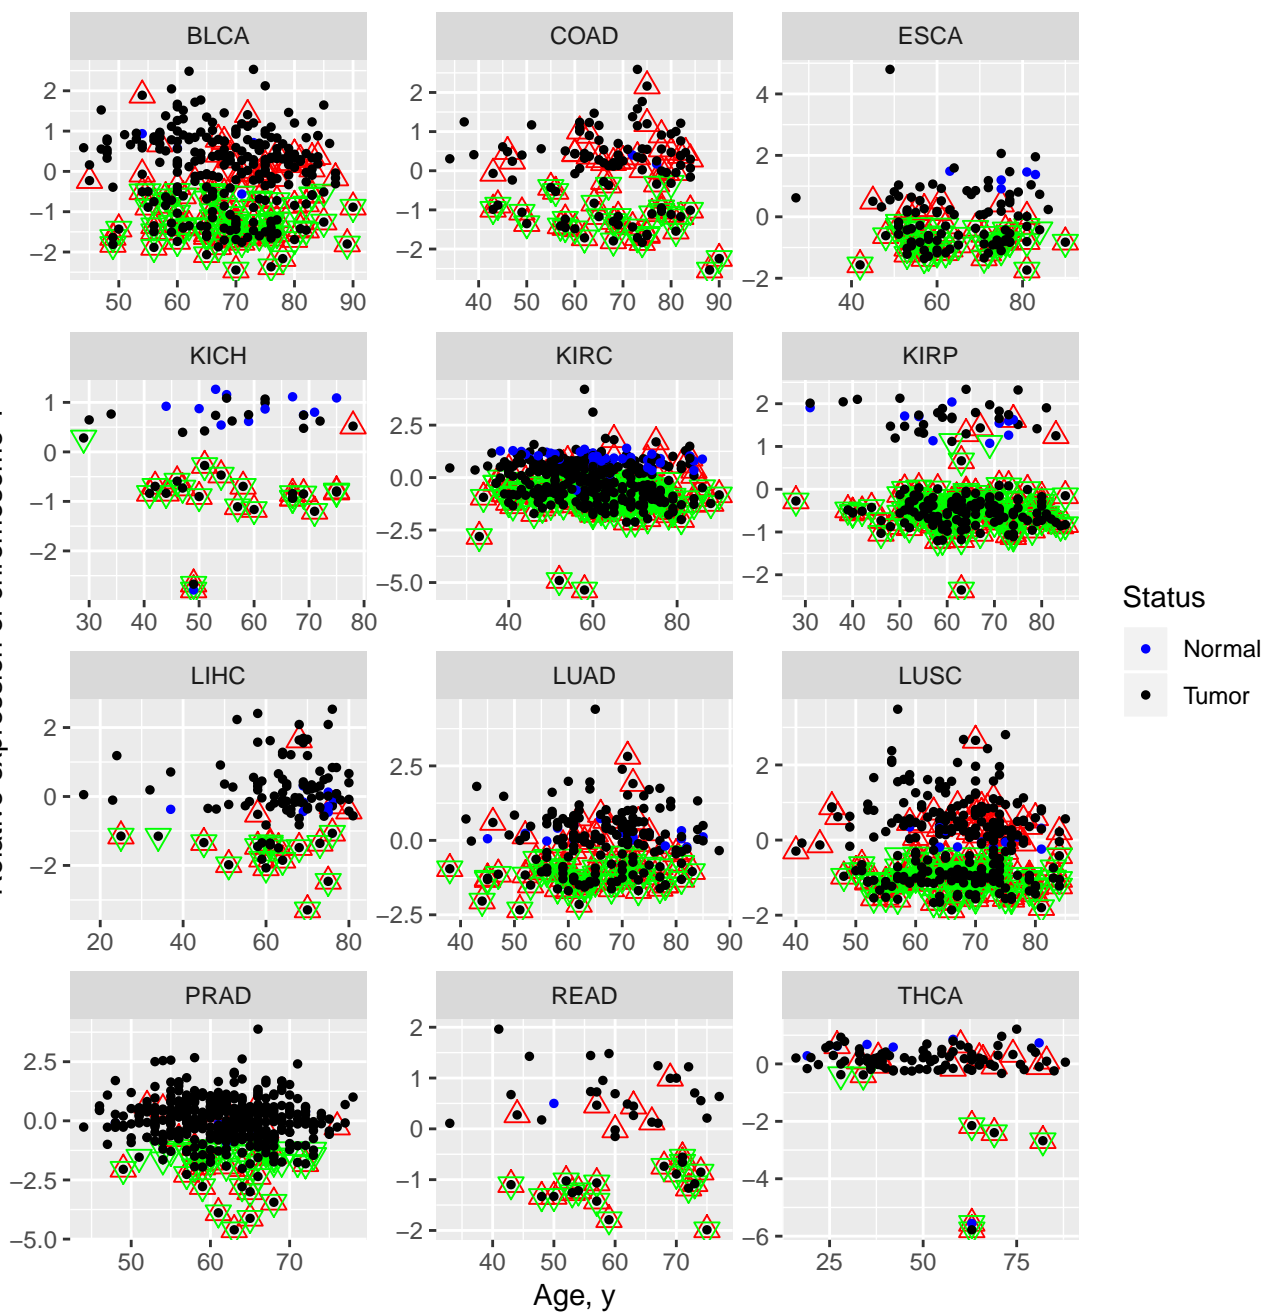 BLCA COAD ESCA
2 1 0 −1 −2
50 60 70 80 90
2 1 0 −1 −2
40 50 60 70 80 90
4 2 0 −2
40 60 80
KICH KIRC KIRP
1 0 −1 −2
30 40 50 60 70 80
2.5 0.0 −2.5 −5.0
40 60 80
2 1 0 −1 −2
30 40 50 60 70 80
Status
Normal
Tumor
LIHC LUAD LUSC
2 0 −2
20 40 60 80
2.5 0.0 −2.5
40 50 60 70 80 90
2 0 −2
40 50 60 70 80
PRAD READ THCA
2.5 0.0 −2.5 −5.0
50 60 70
2 1 0 −1 −2
40 50 60 70
0 −2 −4 −6
25 50 75
Age, y